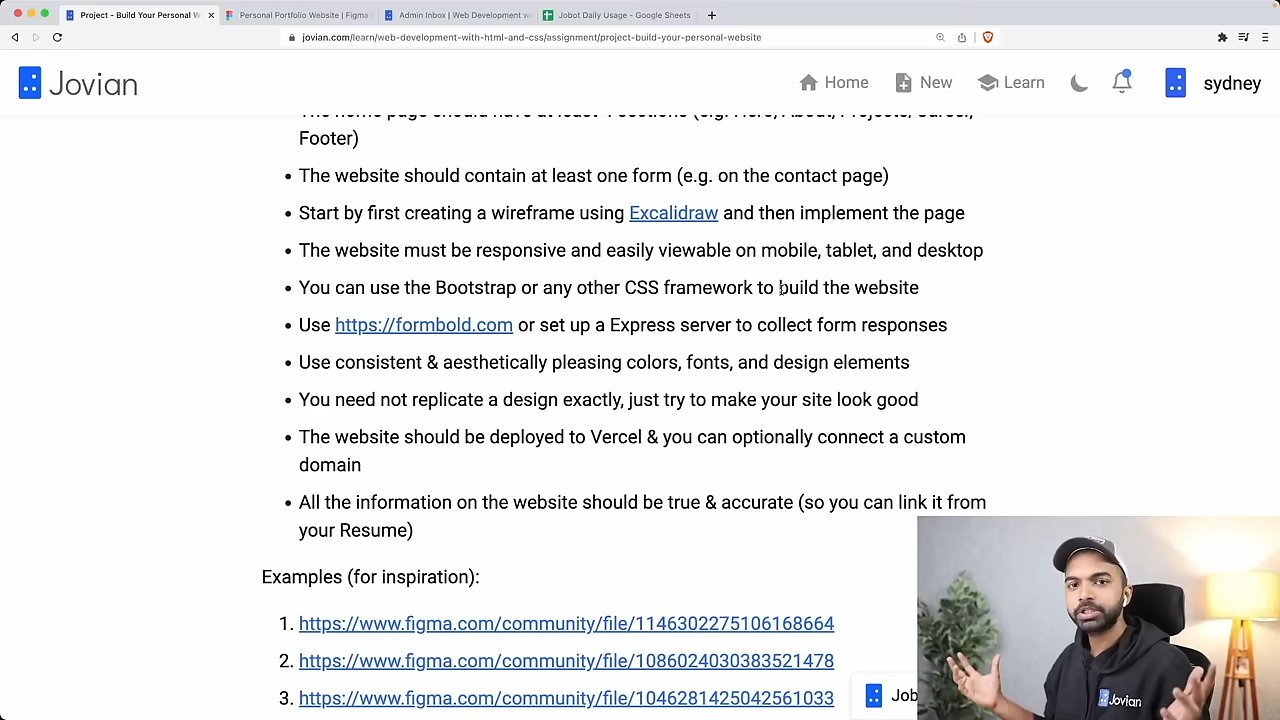 Project - Build Your Personal W
Personal Portfolio Website | Figma
Admin Inbox | Web Development w
Jobot Daily Usage - Google Sheets
jovian.com/learn/web-development-with-html-and-css/assignment/project-build-your-personal-website
Jovian
Home
New
Learn
sydney
Footer)
• The website should contain at least one form (e.g. on the contact page)
• Start by first creating a wireframe using Excalidraw and then implement the page
• The website must be responsive and easily viewable on mobile, tablet, and desktop
• You can use the Bootstrap or any other CSS framework to build the website
• Use https://formbold.com or set up a Express server to collect form responses
• Use consistent & aesthetically pleasing colors, fonts, and design elements
• You need not replicate a design exactly, just try to make your site look good
• The website should be deployed to Vercel & you can optionally connect a custom
domain
• All the information on the website should be true & accurate (so you can link it from
your Resume)
Examples (for inspiration):
1. https://www.figma.com/community/file/1146302275106168664
2. https://www.figma.com/community/file/1086024030383521478
3. https://www.figma.com/community/file/1046281425042561033
Job
Jovian